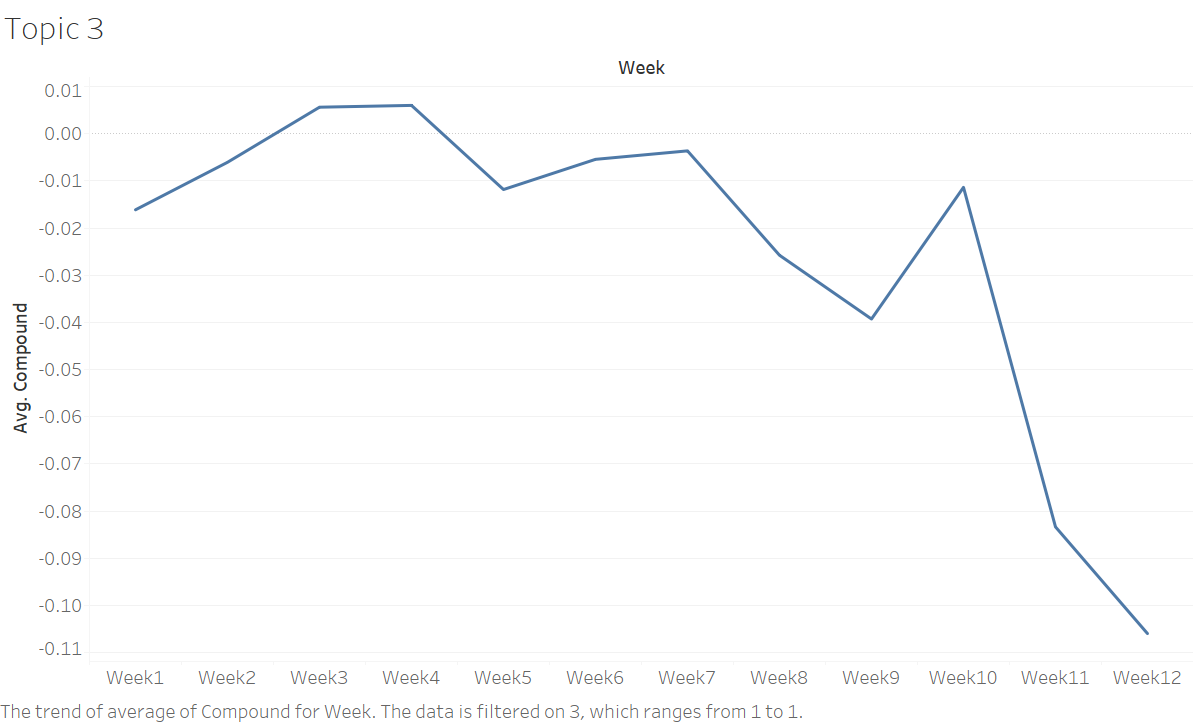 Topic 3
Week
0.01
0.00
-0.01
-0.02
-0.03
-0.04
-0.05
-0.06
-0.07
-0.08
-0.09
-0.10
-0.11
Avg. Compound
Week1 Week2 Week3 Week4 Week5 Week6 Week7 Week8 Week9 Week10 Week11 Week12
The trend of average of Compound for Week. The data is filtered on 3, which ranges from 1 to 1.